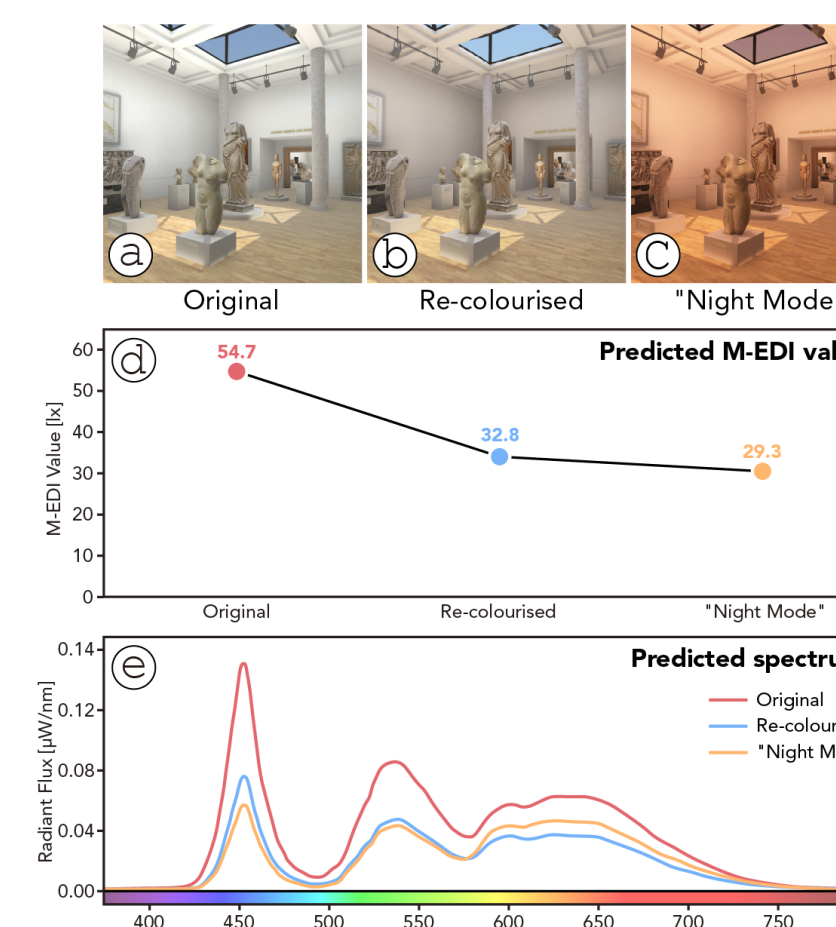 a
b
C
Original
Re-colourised
"Night Mode
d
Predicted M-EDI
M-EDI Value [lx]
60
50
40
30
20
10
0
54.7
32.8
29.3
Original
Re-colourised
"Night Mode"
e
Predicted
Radiant Flux [μW/nm]
0.14
0.12
0.08
0.04
0.00
Original
Re-colour
"Night M
400 450 500 550 600 650 700 750